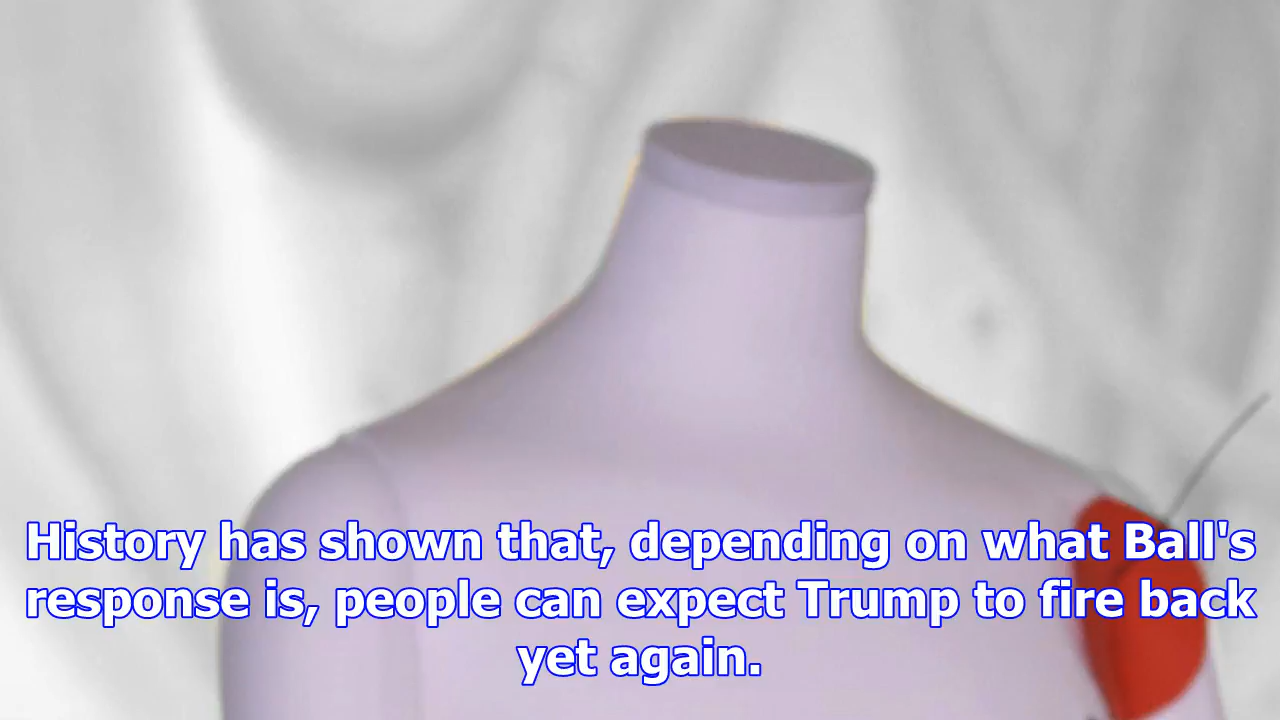 History has shown that, depending on what Ball's
response is, people can expect Trump to fire back
yet again.